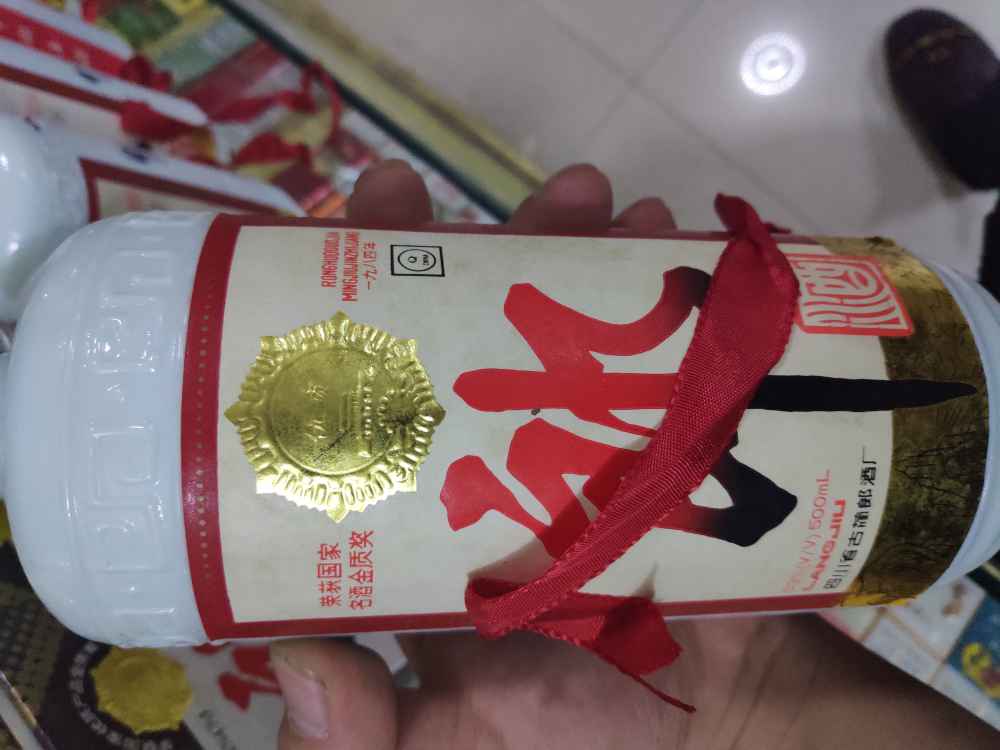 荣获国家
名酒金质奖
RONGHUOGUOJIA
MINGJIUJINZHIJIANG
一九八四年
郎
酒
(V/V) 500mL
LANGJIU
四川省古蔺郎酒厂